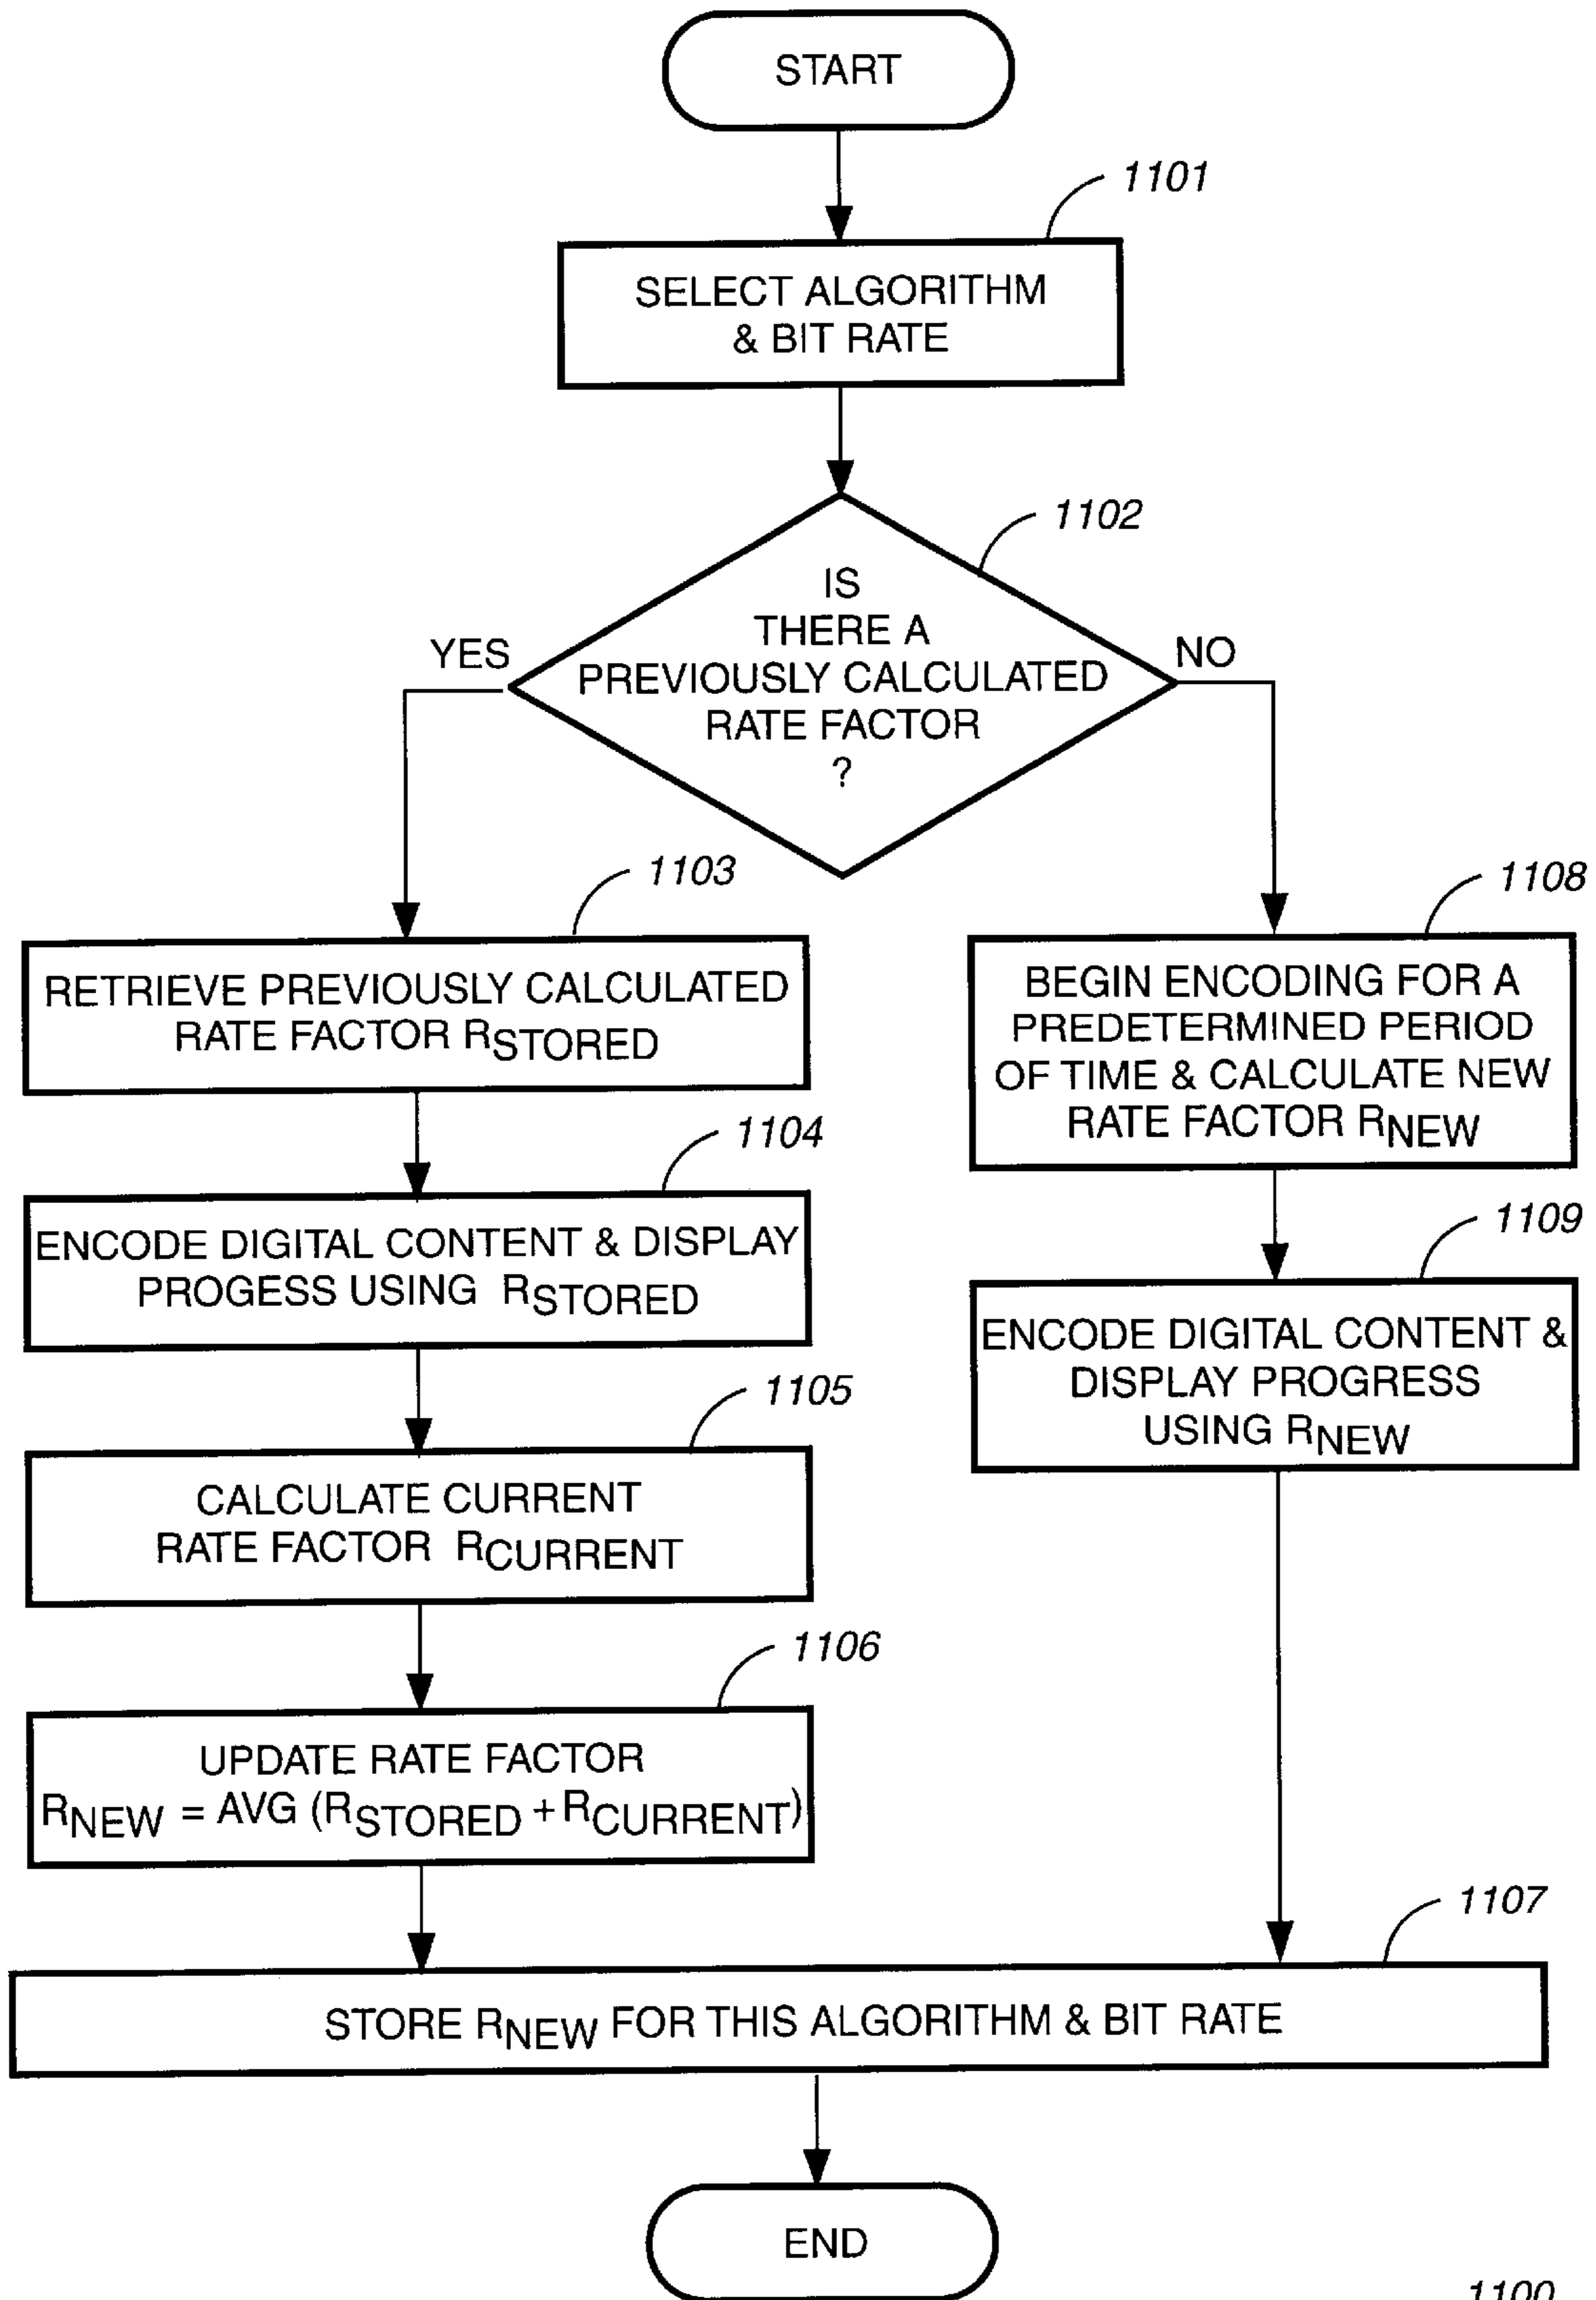 START
1101
SELECT ALGORITHM
& BIT RATE
1102
IS
THERE A
PREVIOUSLY CALCULATED
RATE FACTOR
?
YES
NO
1103
RETRIEVE PREVIOUSLY CALCULATED
RATE FACTOR RSTORED
1104
ENCODE DIGITAL CONTENT & DISPLAY
PROGESS USING RSTORED
1105
CALCULATE CURRENT
RATE FACTOR RCURRENT
1106
UPDATE RATE FACTOR
RNEW = AVG (RSTORED + RCURRENT)
1108
BEGIN ENCODING FOR A
PREDETERMINED PERIOD
OF TIME & CALCULATE NEW
RATE FACTOR RNEW
1109
ENCODE DIGITAL CONTENT &
DISPLAY PROGRESS
USING RNEW
1107
STORE RNEW FOR THIS ALGORITHM & BIT RATE
END
1100